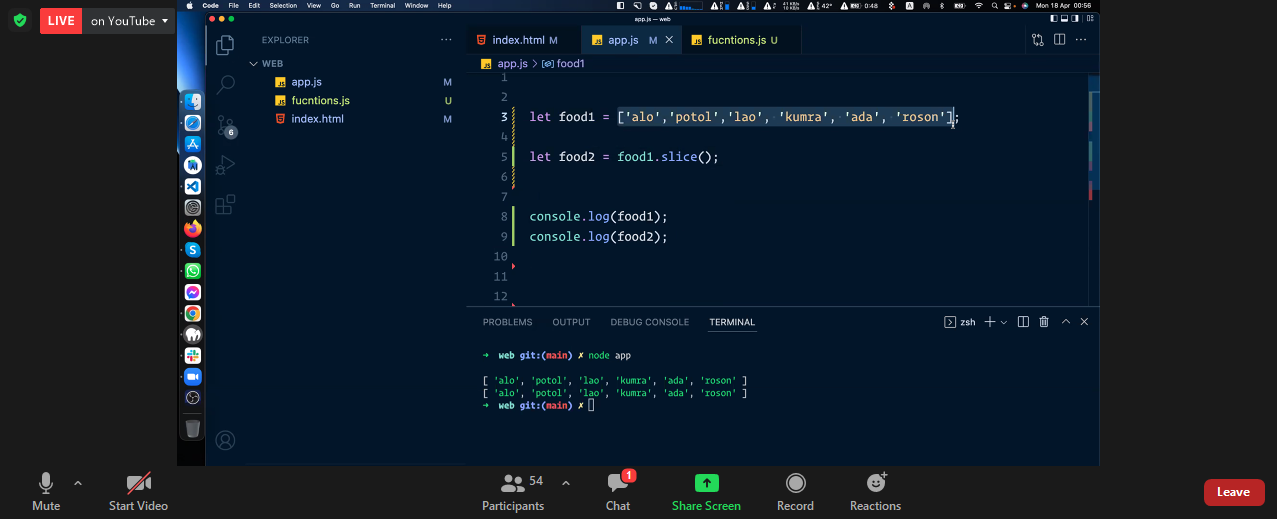 LIVE on YouTube
Code File Edit Selection View Go Run Terminal Window Help
42° 0:48 Mon 18 Apr 00:56
app.js — web
EXPLORER
WEB
app.js M
fucntions.js U
index.html M
6
index.html M app.js M fucntions.js U
app.js > food1
1
2
3 let food1 = ['alo','potol','lao', 'kumra', 'ada', 'roson'];
4
5 let food2 = food1.slice();
6
7
8 console.log(food1);
9 console.log(food2);
10
11
12
PROBLEMS OUTPUT DEBUG CONSOLE TERMINAL zsh
→ web git:(main) ✗ node app
[ 'alo', 'potol', 'lao', 'kumra', 'ada', 'roson' ]
[ 'alo', 'potol', 'lao', 'kumra', 'ada', 'roson' ]
→ web git:(main) ✗
Mute Start Video Participants 54 Chat 1 Share Screen Record Reactions Leave